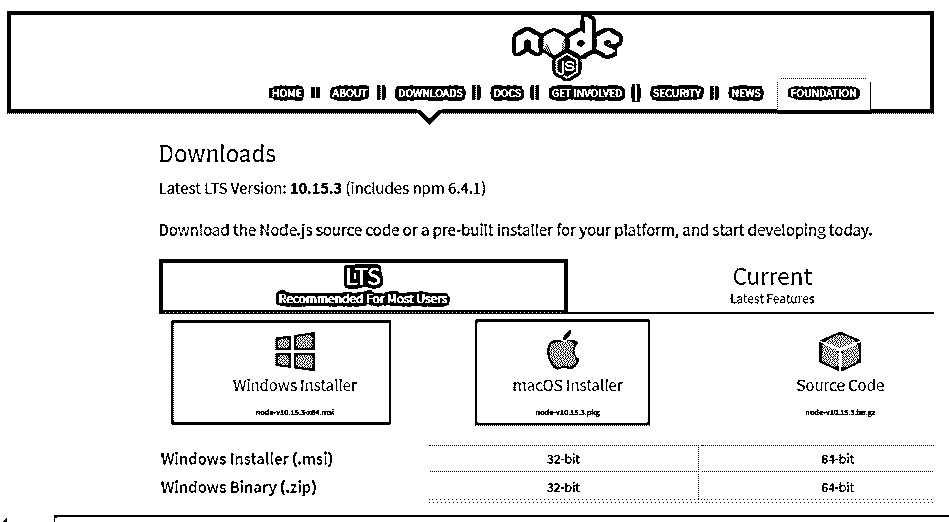 node
JS
HOME || ABOUT || DOWNLOADS || DOCS || GET INVOLVED || SECURITY || NEWS FOUNDATION
Downloads
Latest LTS Version: 10.15.3 (includes npm 6.4.1)
Download the Node.js source code or a pre-built installer for your platform, and start developing today.
LTS
Recommended For Most Users
Current
Latest Features
Windows Installer
node-v10.15.3-x64.msi
macOS Installer
node-v10.15.3.pkg
Source Code
node-v10.15.3.tar.gz
Windows Installer (.msi) 32-bit 64-bit
Windows Binary (.zip) 32-bit 64-bit